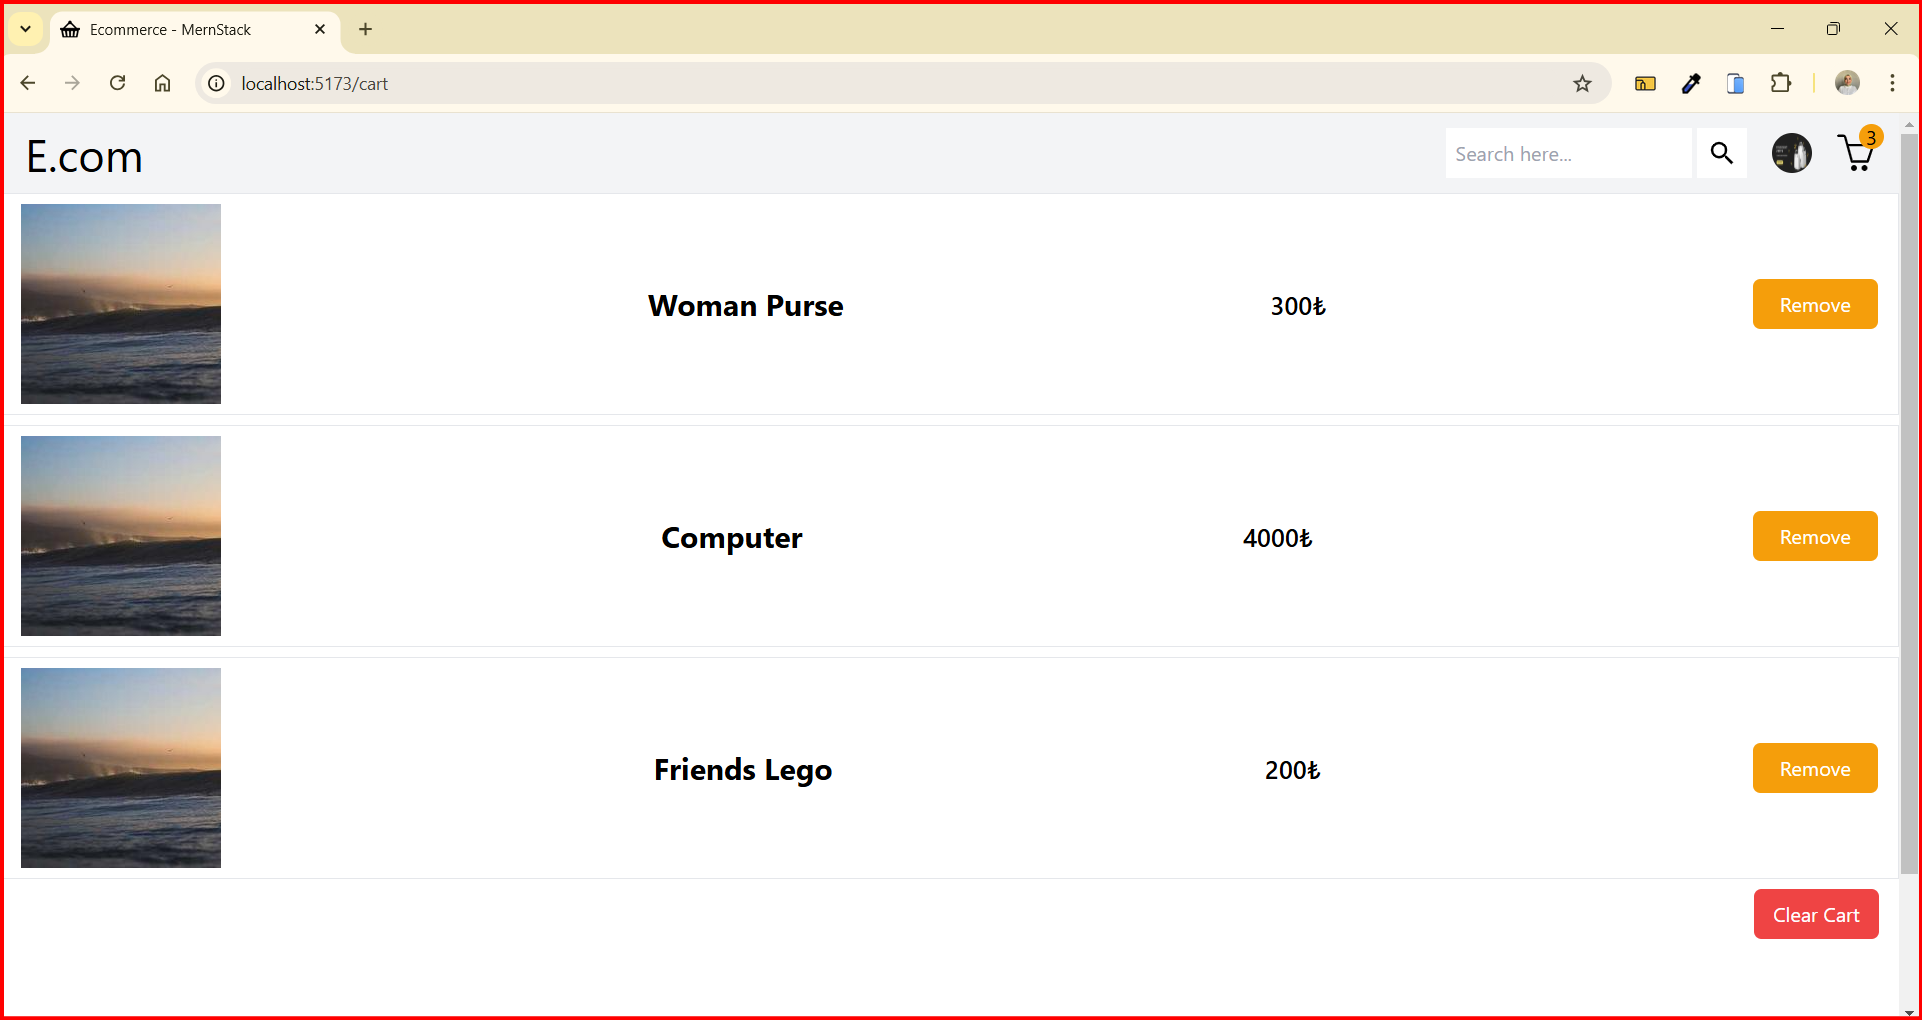 Ecommerce - MernStack
localhost:5173/cart
E.com
Search here...
3
Woman Purse
300₺
Remove
Computer
4000₺
Remove
Friends Lego
200₺
Remove
Clear Cart